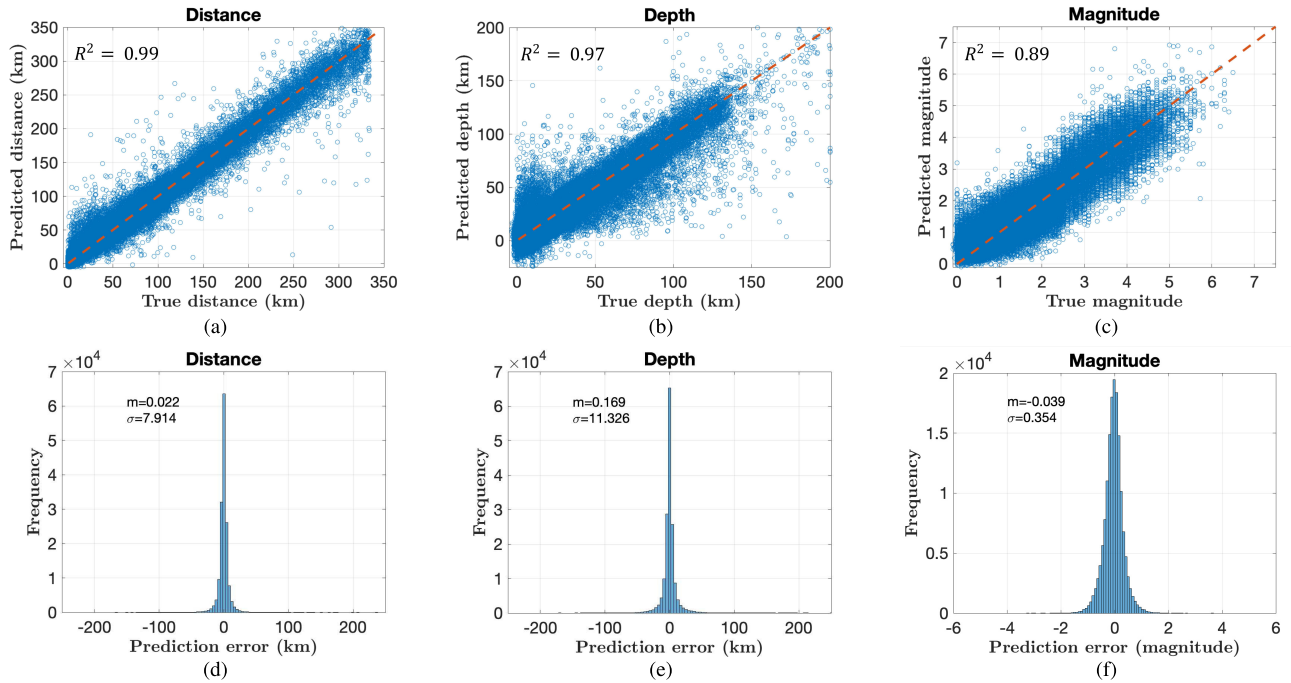 Distance
R² = 0.99
Predicted distance (km)
350
300
250
200
150
100
50
0
0 50 100 150 200 250 300 350
True distance (km)
(a)
Depth
R² = 0.97
Predicted depth (km)
200
150
100
50
0
0 50 100 150 200
True depth (km)
(b)
Magnitude
R² = 0.89
Predicted magnitude
7
6
5
4
3
2
1
0
0 1 2 3 4 5 6 7
True magnitude
(c)
Distance
×10⁴
m=0.022
σ=7.914
Frequency
7
6
5
4
3
2
1
0
-200 -100 0 100 200
Prediction error (km)
(d)
Depth
×10⁴
m=0.169
σ=11.326
Frequency
7
6
5
4
3
2
1
0
-200 -100 0 100 200
Prediction error (km)
(e)
Magnitude
×10⁴
m=-0.039
σ=0.354
Frequency
2
1.5
1
0.5
0
-6 -4 -2 0 2 4 6
Prediction error (magnitude)
(f)